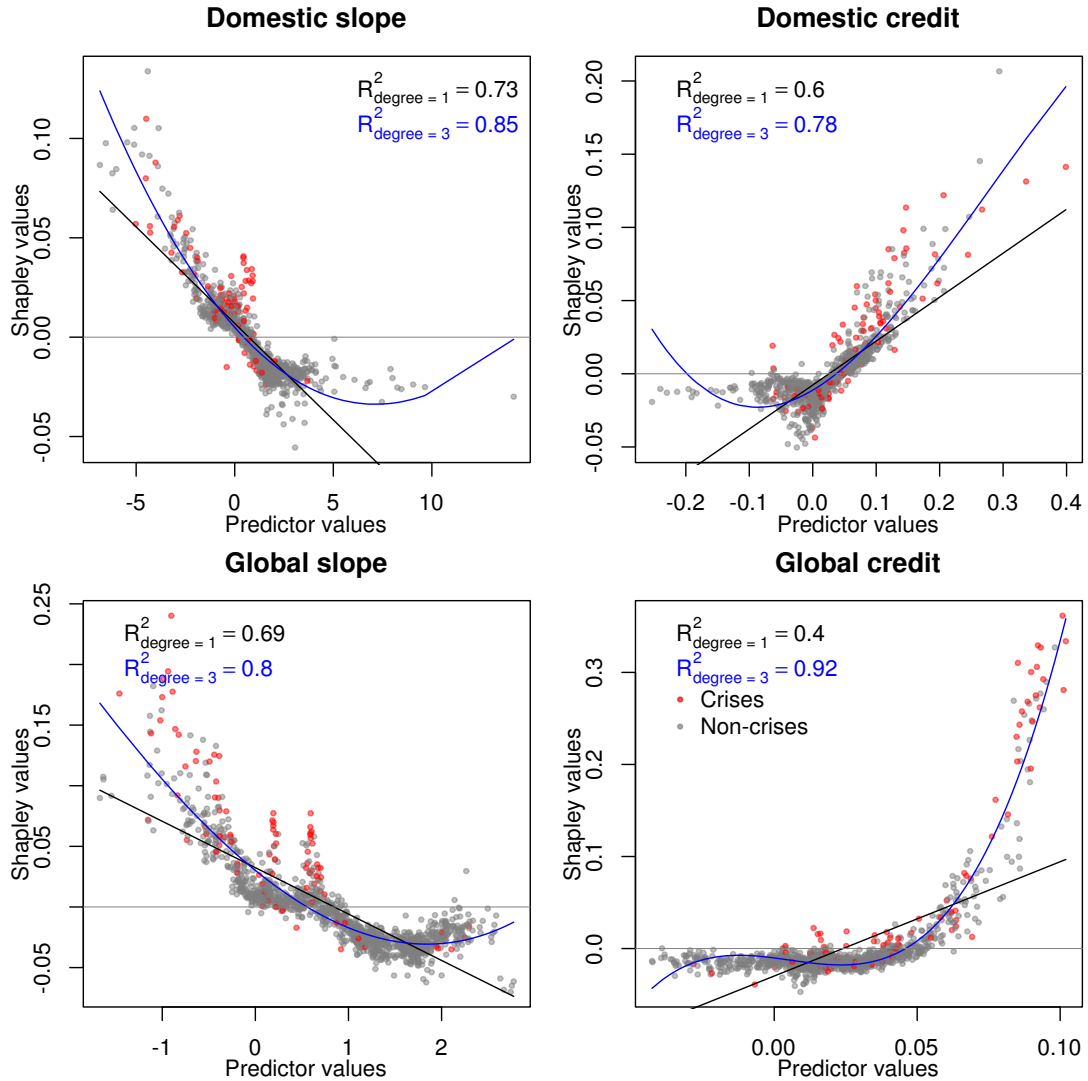 Domestic slope
R²degree = 1 = 0.73
R²degree = 3 = 0.85
Shapley values
-0.05 0.00 0.05 0.10
-5 0 5 10
Predictor values
Domestic credit
R²degree = 1 = 0.6
R²degree = 3 = 0.78
Shapley values
-0.05 0.00 0.05 0.10 0.15 0.20
-0.2 -0.1 0.0 0.1 0.2 0.3 0.4
Predictor values
Global slope
R²degree = 1 = 0.69
R²degree = 3 = 0.8
Shapley values
-0.05 0.05 0.15 0.25
-1 0 1 2
Predictor values
Global credit
R²degree = 1 = 0.4
R²degree = 3 = 0.92
Crises
Non-crises
Shapley values
0.0 0.1 0.2 0.3
0.00 0.05 0.10
Predictor values